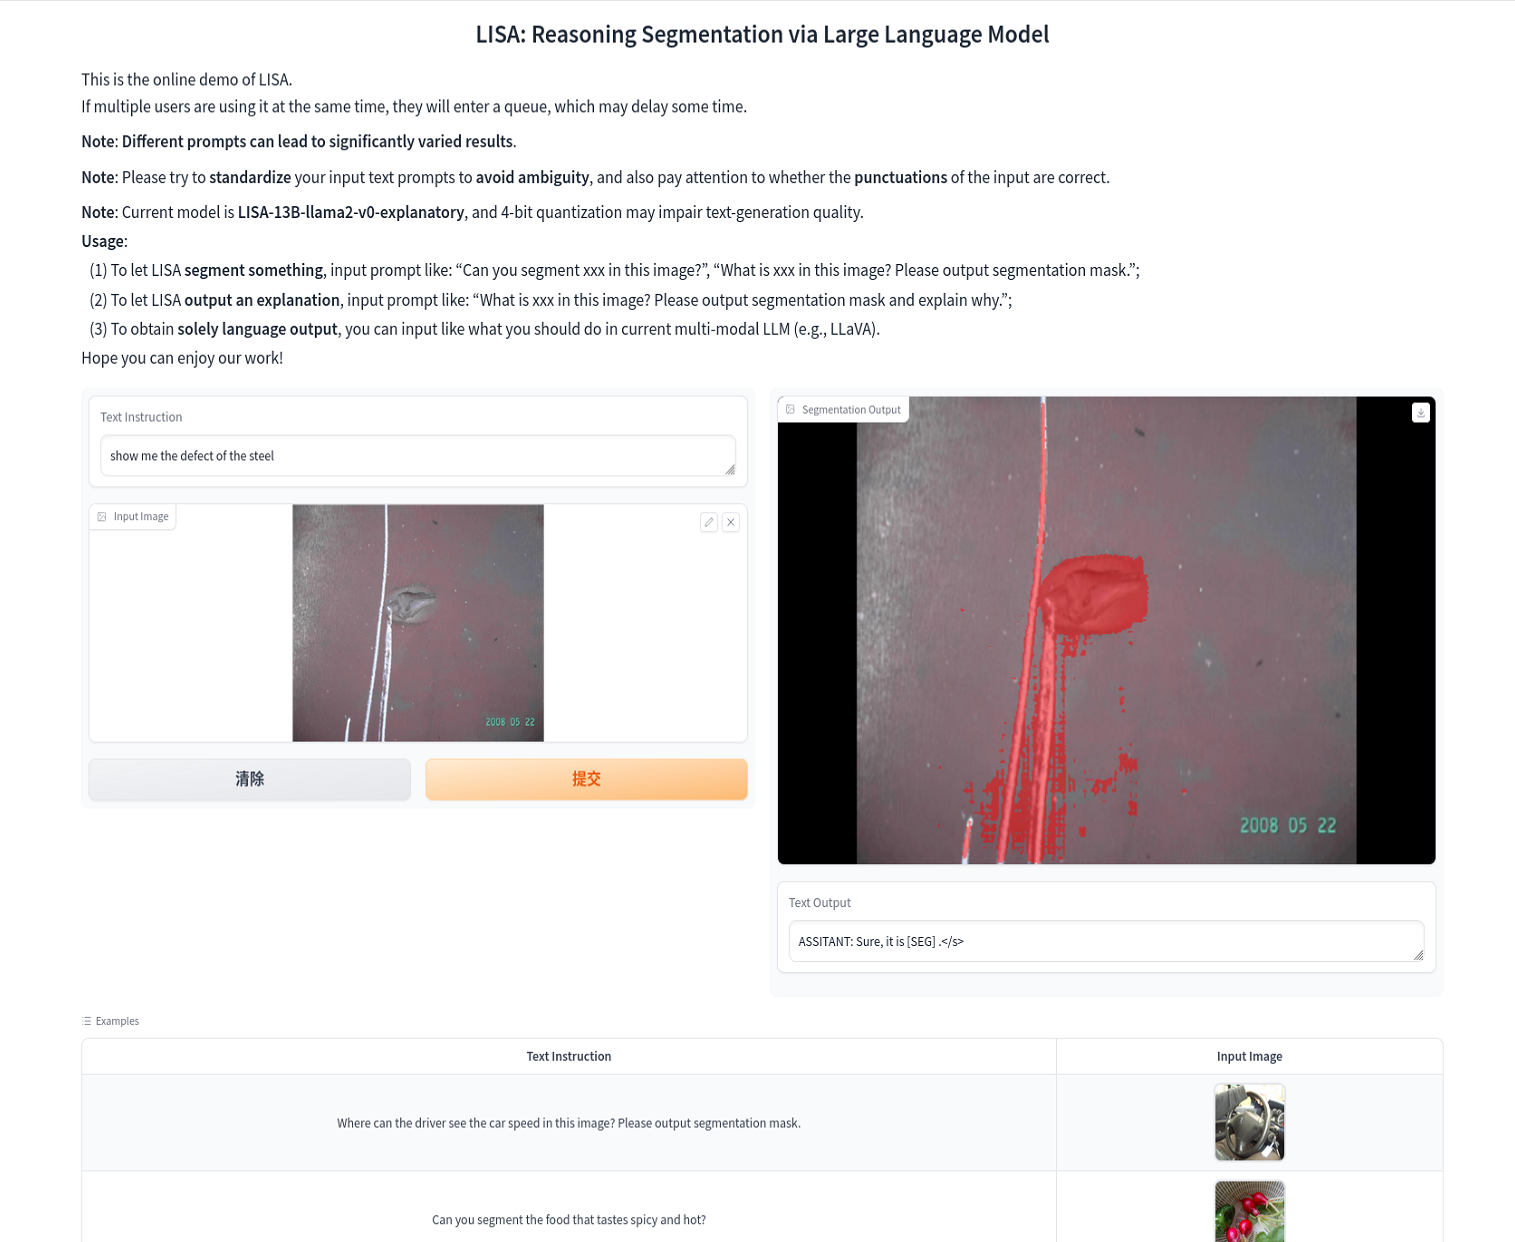 LISA: Reasoning Segmentation via Large Language Model
This is the online demo of LISA.
If multiple users are using it at the same time, they will enter a queue, which may delay some time.
Note: Different prompts can lead to significantly varied results.
Note: Please try to standardize your input text prompts to avoid ambiguity, and also pay attention to whether the punctuations of the input are correct.
Note: Current model is LISA-13B-llama2-v0-explanatory, and 4-bit quantization may impair text-generation quality.
Usage:
(1) To let LISA segment something, input prompt like: “Can you segment xxx in this image?”, “What is xxx in this image? Please output segmentation mask.”;
(2) To let LISA output an explanation, input prompt like: “What is xxx in this image? Please output segmentation mask and explain why.”;
(3) To obtain solely language output, you can input like what you should do in current multi-modal LLM (e.g., LLaVA).
Hope you can enjoy our work!
Text Instruction
show me the defect of the steel
Input Image
2008 05 22
清除
提交
Segmentation Output
2008 05 22
Text Output
ASSITANT: Sure, it is [SEG] .</s>
Examples
Text Instruction
Input Image
Where can the driver see the car speed in this image? Please output segmentation mask.
Can you segment the food that tastes spicy and hot?